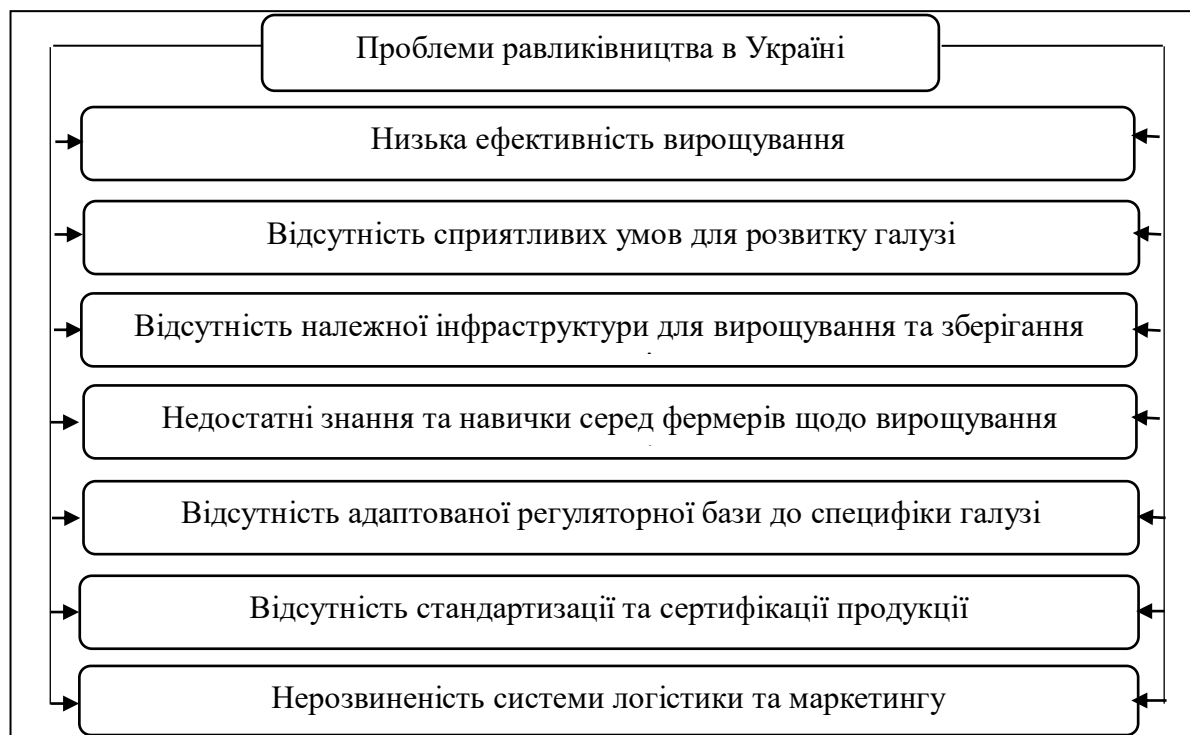 Проблеми равликівництва в Україні
Низька ефективність вирощування
Відсутність сприятливих умов для розвитку галузі
Відсутність належної інфраструктури для вирощування та зберігання
Недостатні знання та навички серед фермерів щодо вирощування
Відсутність адаптованої регуляторної бази до специфіки галузі
Відсутність стандартизації та сертифікації продукції
Нерозвиненість системи логістики та маркетингу